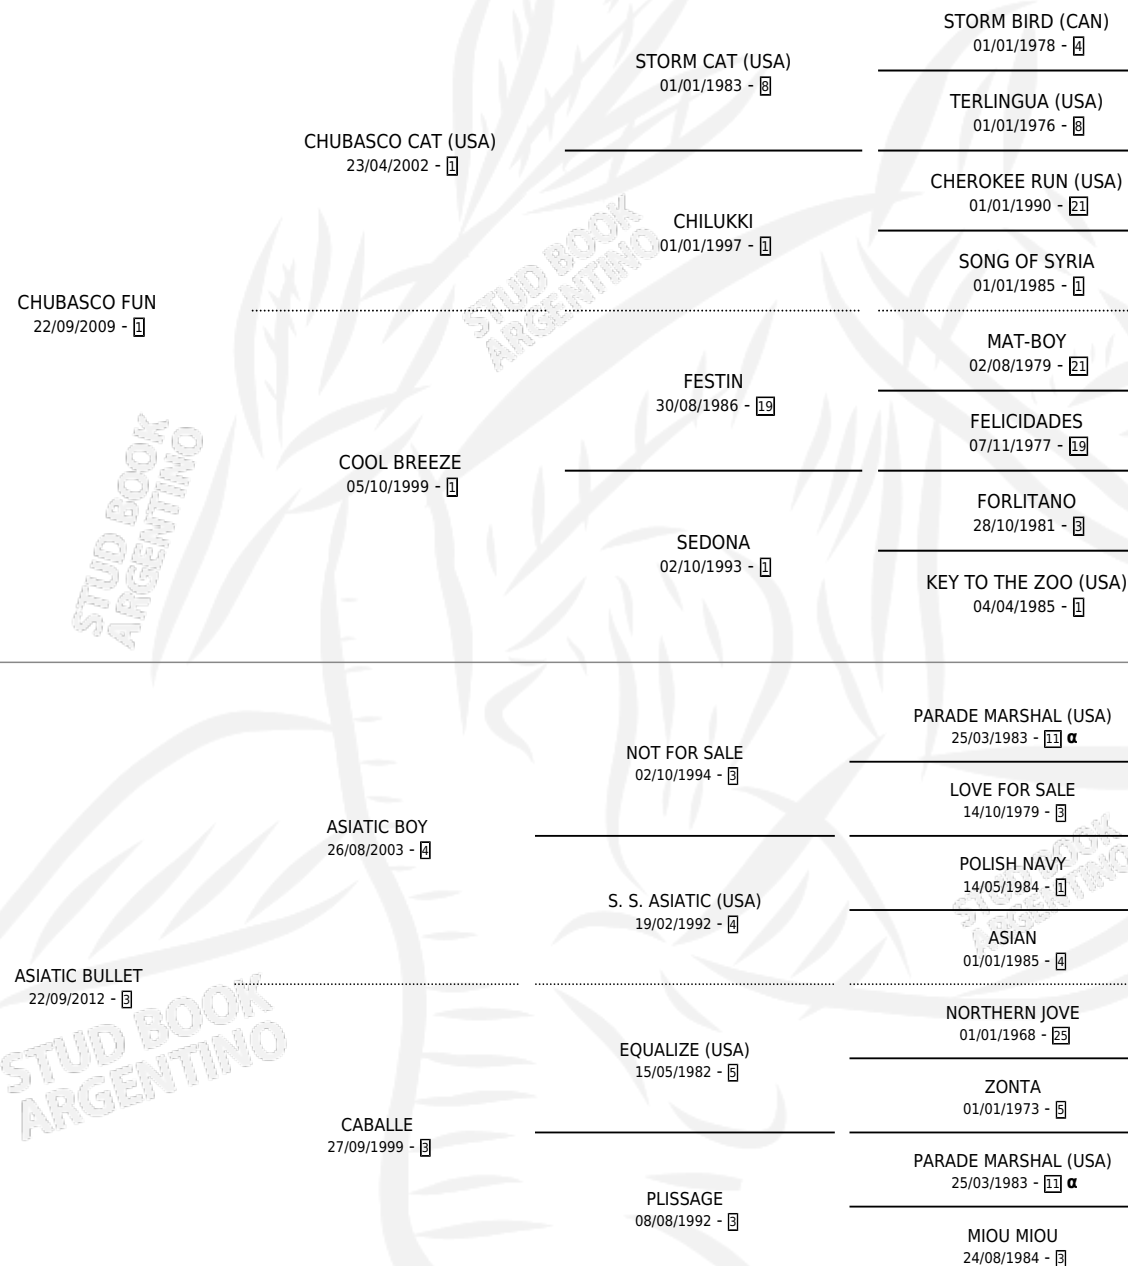 STORM BIRD (CAN)
01/01/1978 - 4
STORM CAT (USA)
01/01/1983 - 8
TERLINGUA (USA)
01/01/1976 - 8
CHUBASCO CAT (USA)
23/04/2002 - 1
CHEROKEE RUN (USA)
01/01/1990 - 21
CHILUKKI
01/01/1997 - 1
SONG OF SYRIA
01/01/1985 - 1
CHUBASCO FUN
22/09/2009 - 1
MAT-BOY
02/08/1979 - 21
FESTIN
30/08/1986 - 19
FELICIDADES
07/11/1977 - 19
COOL BREEZE
05/10/1999 - 1
FORLITANO
28/10/1981 - 3
SEDONA
02/10/1993 - 1
KEY TO THE ZOO (USA)
04/04/1985 - 1
PARADE MARSHAL (USA)
25/03/1983 - 11 α
NOT FOR SALE
02/10/1994 - 3
LOVE FOR SALE
14/10/1979 - 3
ASIATIC BOY
26/08/2003 - 4
POLISH NAVY
14/05/1984 - 1
S. S. ASIATIC (USA)
19/02/1992 - 4
ASIAN
01/01/1985 - 4
ASIATIC BULLET
22/09/2012 - 3
NORTHERN JOVE
01/01/1968 - 25
EQUALIZE (USA)
15/05/1982 - 5
ZONTA
01/01/1973 - 5
CABALLE
27/09/1999 - 3
PARADE MARSHAL (USA)
25/03/1983 - 11 α
PLISSAGE
08/08/1992 - 3
MIOU MIOU
24/08/1984 - 3
STUD BOOK
ARGENTINO
STUD BOOK
ARGENTINO
STUD BOOK
ARGENTINO
STUD BOOK
ARGENTINO